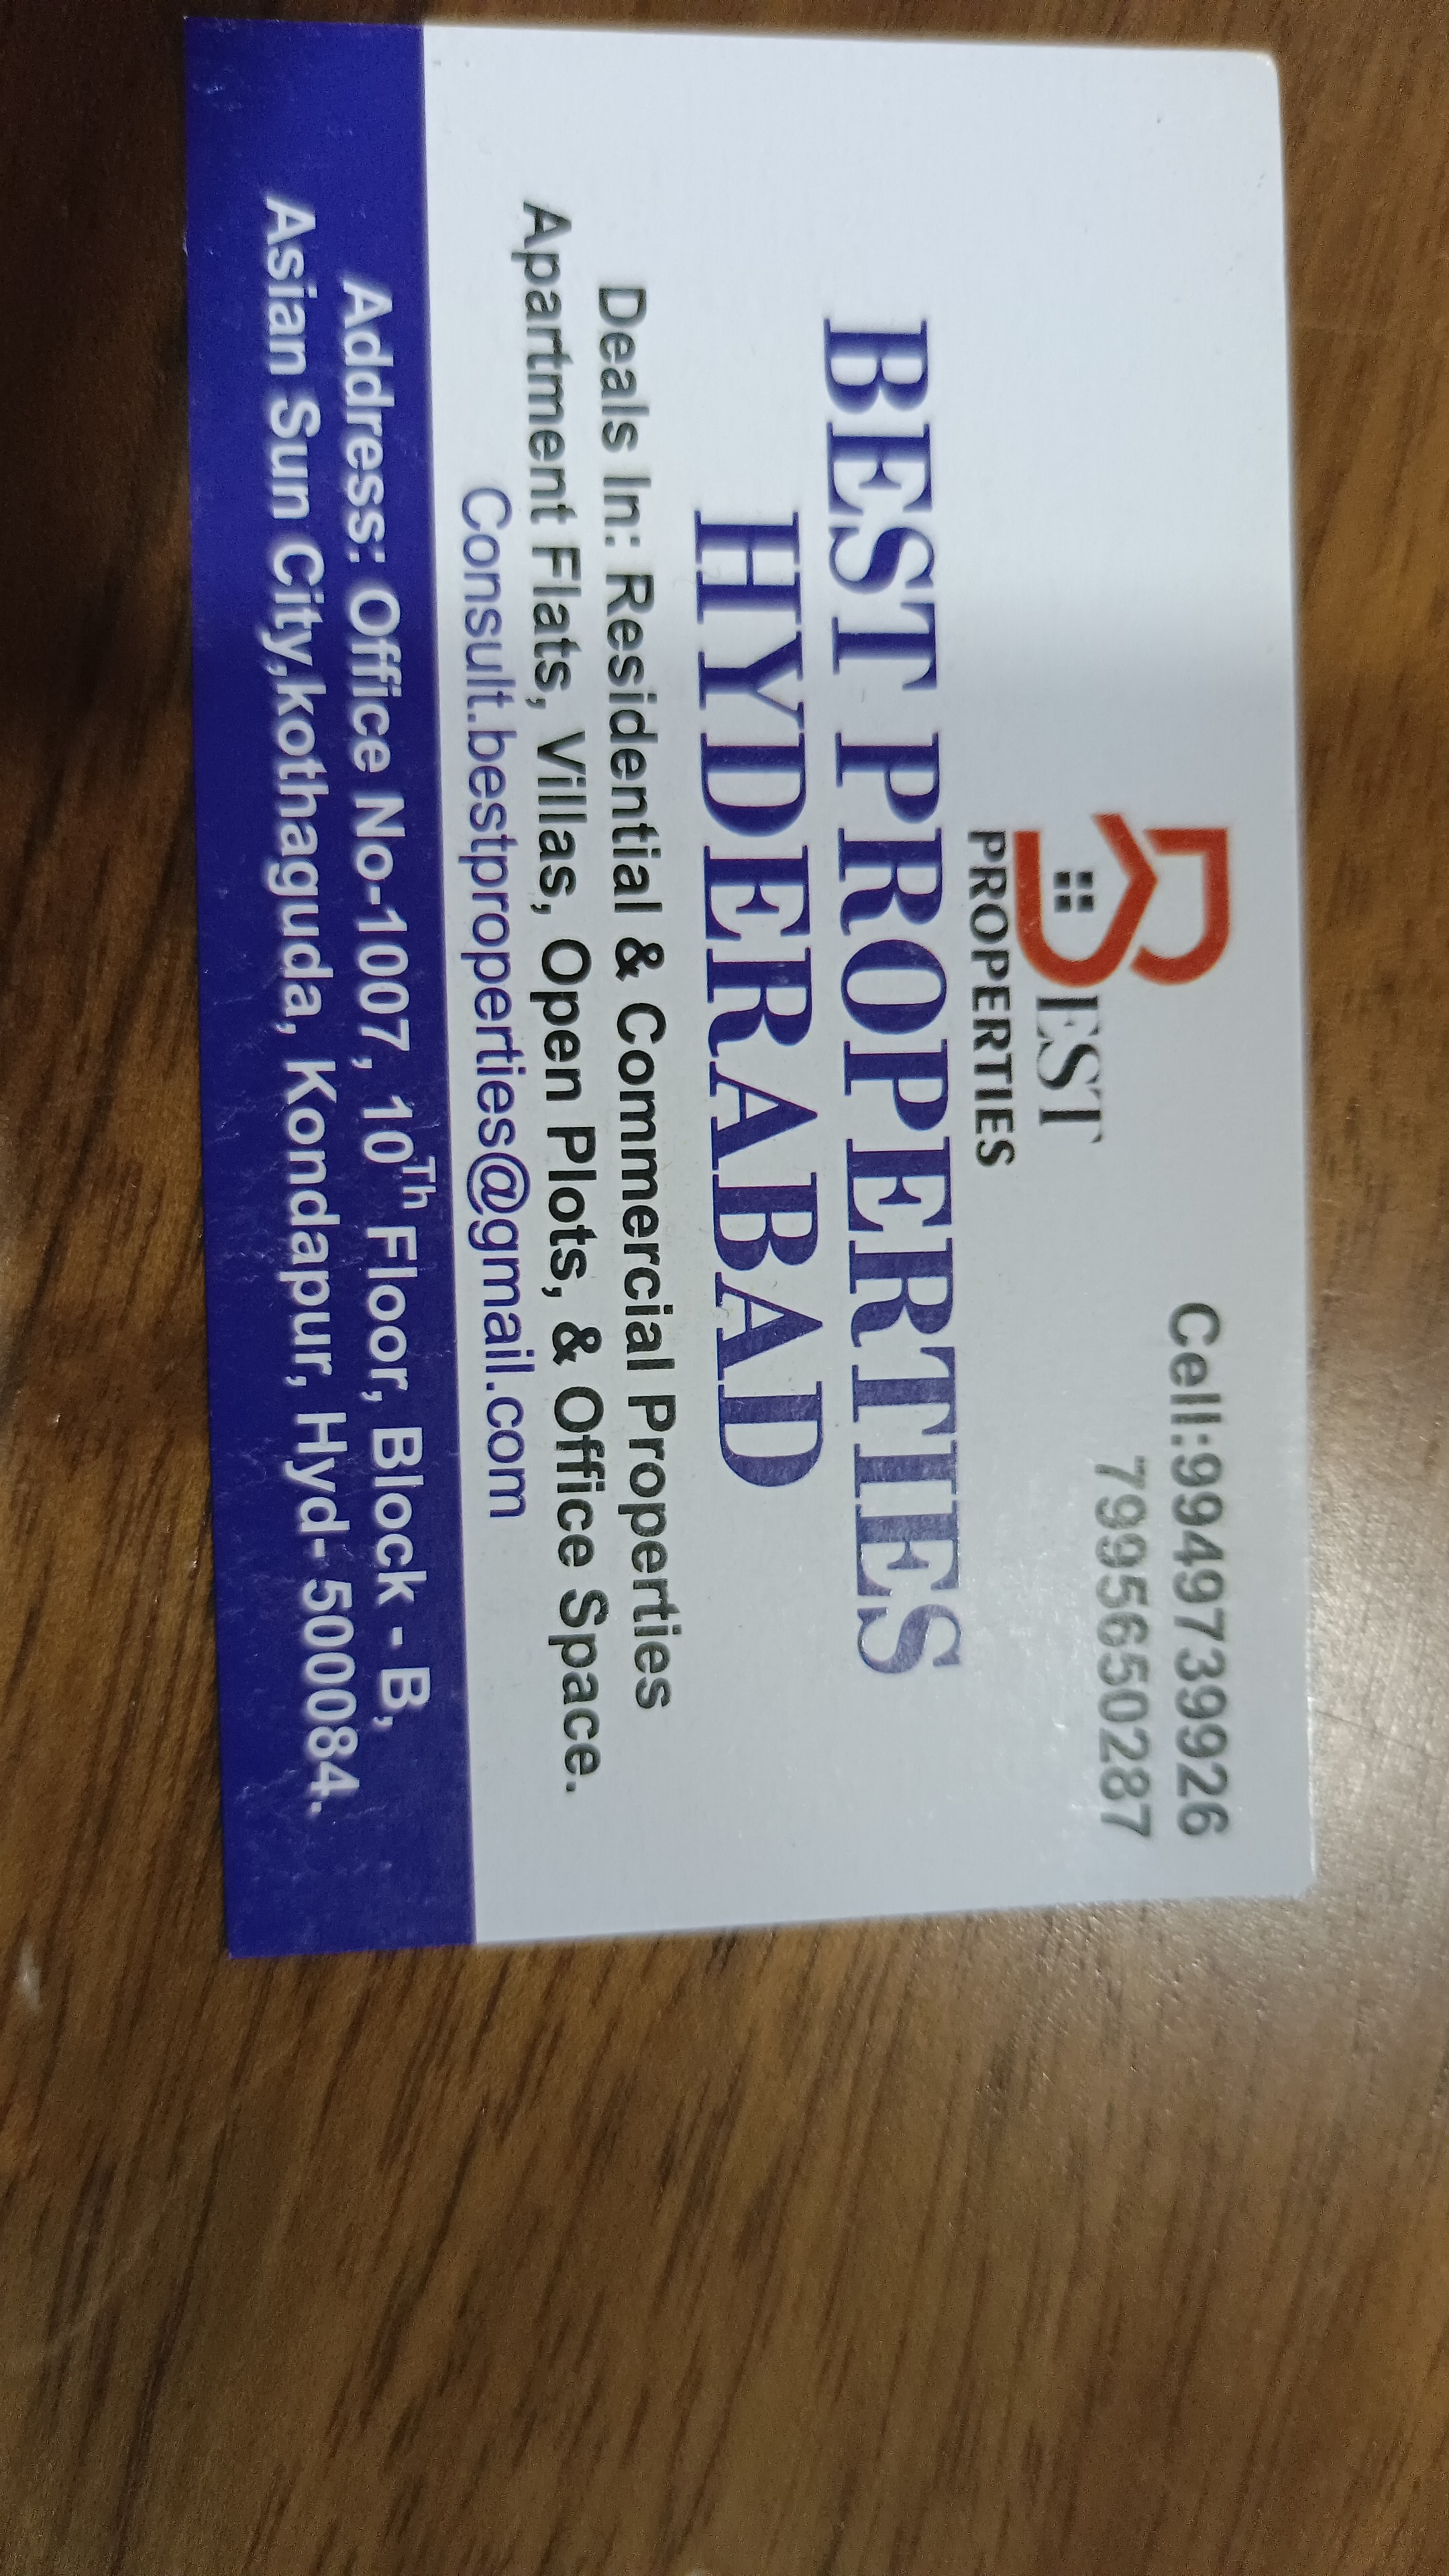 Cell:9949739926
7995650287
BEST
PROPERTIES
BEST PROPERTIES
HYDERABAD
Deals In: Residential & Commercial Properties
Apartment Flats, Villas, Open Plots, & Office Space.
Consult.bestproperties@gmail.com
Address: Office No-1007, 10Th Floor, Block - B,
Asian Sun City,kothaguda, Kondapur, Hyd- 500084.